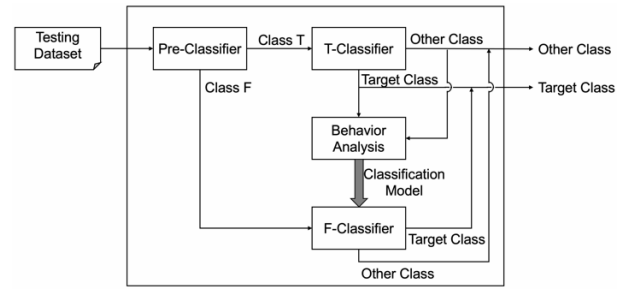 Testing
Dataset
Pre-Classifier
Class T
T-Classifier
Other Class
Other Class
Target Class
Target Class
Class F
Behavior
Analysis
Classification
Model
F-Classifier
Target Class
Other Class